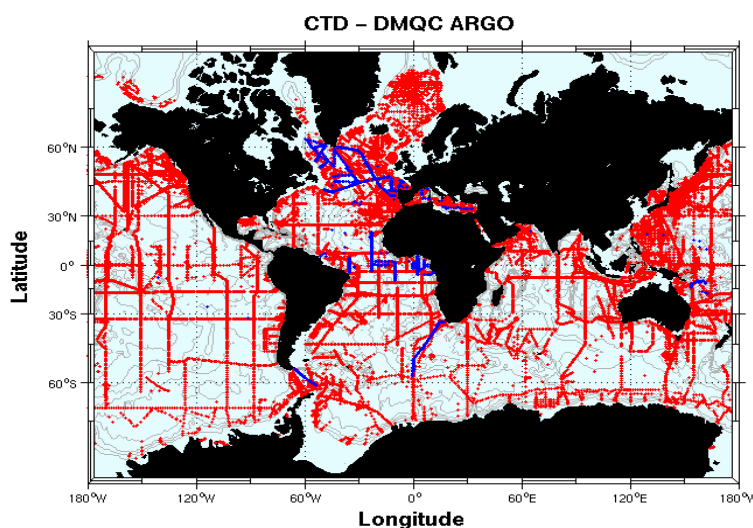 CTD – DMQC ARGO
60°N
30°N
0°
30°S
60°S
Latitude
180°W
120°W
60°W
0°
60°E
120°E
180°W
Longitude